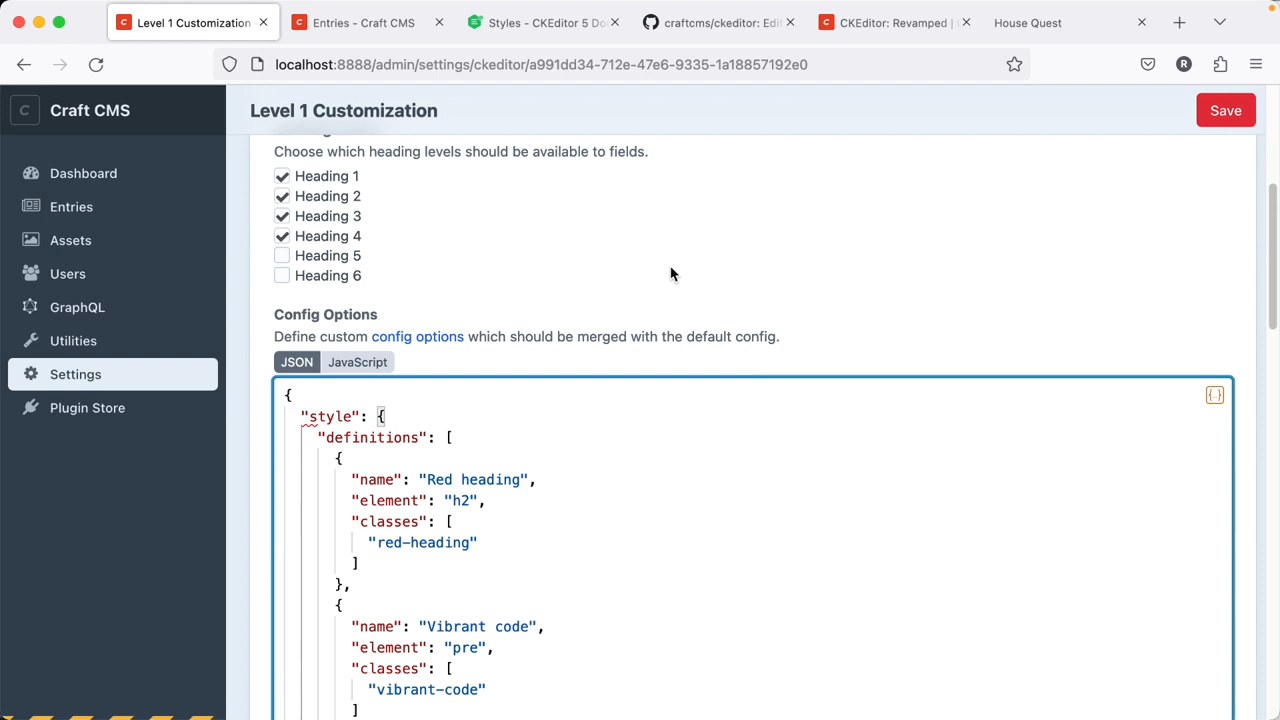 Level 1 Customization
Entries - Craft CMS
Styles - CKEditor 5 Do
craftcms/ckeditor: Edi
CKEditor: Revamped |
House Quest
localhost:8888/admin/settings/ckeditor/a991dd34-712e-47e6-9335-1a18857192e0
C Craft CMS
Level 1 Customization
Save
Dashboard
Entries
Assets
Users
GraphQL
Utilities
Settings
Plugin Store
Choose which heading levels should be available to fields.
Heading 1
Heading 2
Heading 3
Heading 4
Heading 5
Heading 6
Config Options
Define custom config options which should be merged with the default config.
JSON JavaScript
{
"style": {
"definitions": [
{
"name": "Red heading",
"element": "h2",
"classes": [
"red-heading"
]
},
{
"name": "Vibrant code",
"element": "pre",
"classes": [
"vibrant-code"
]